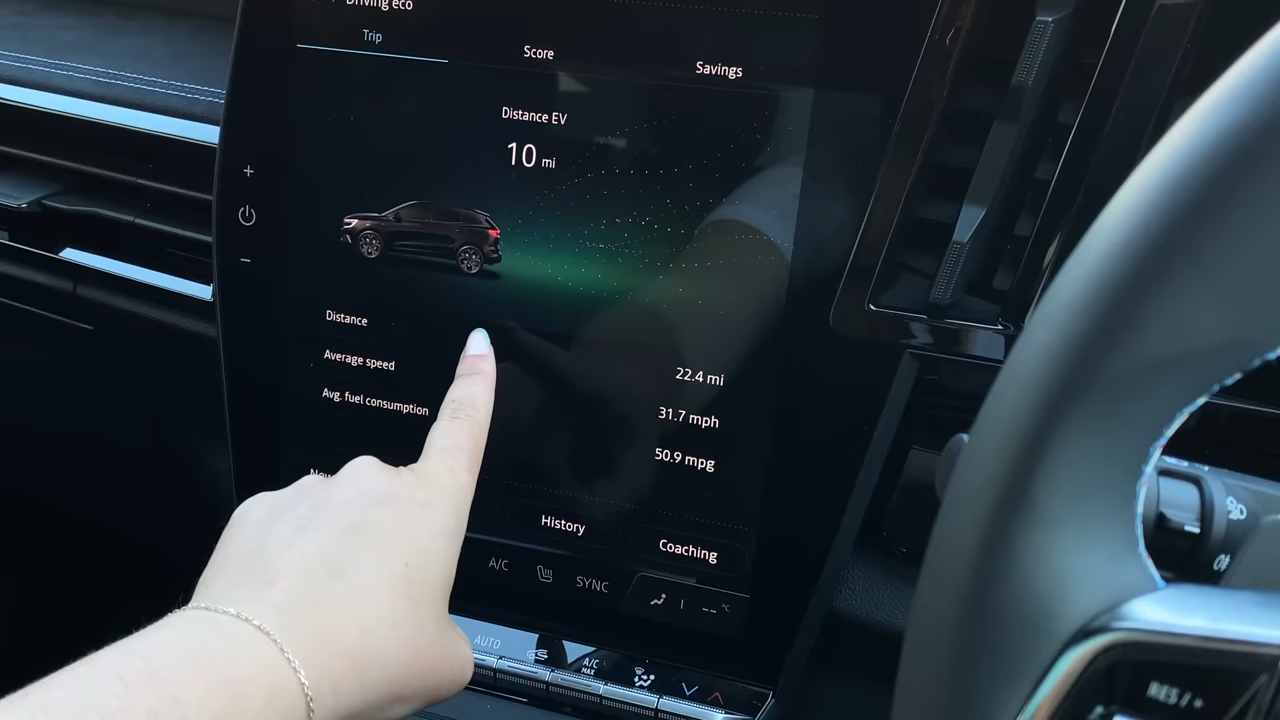 Driving eco
Trip
Score
Savings
Distance EV
10 mi
Distance
22.4 mi
Average speed
31.7 mph
Avg. fuel consumption
50.9 mpg
History
Coaching
A/C
SYNC
-- °C
AUTO
A/C
MAX
RES / +